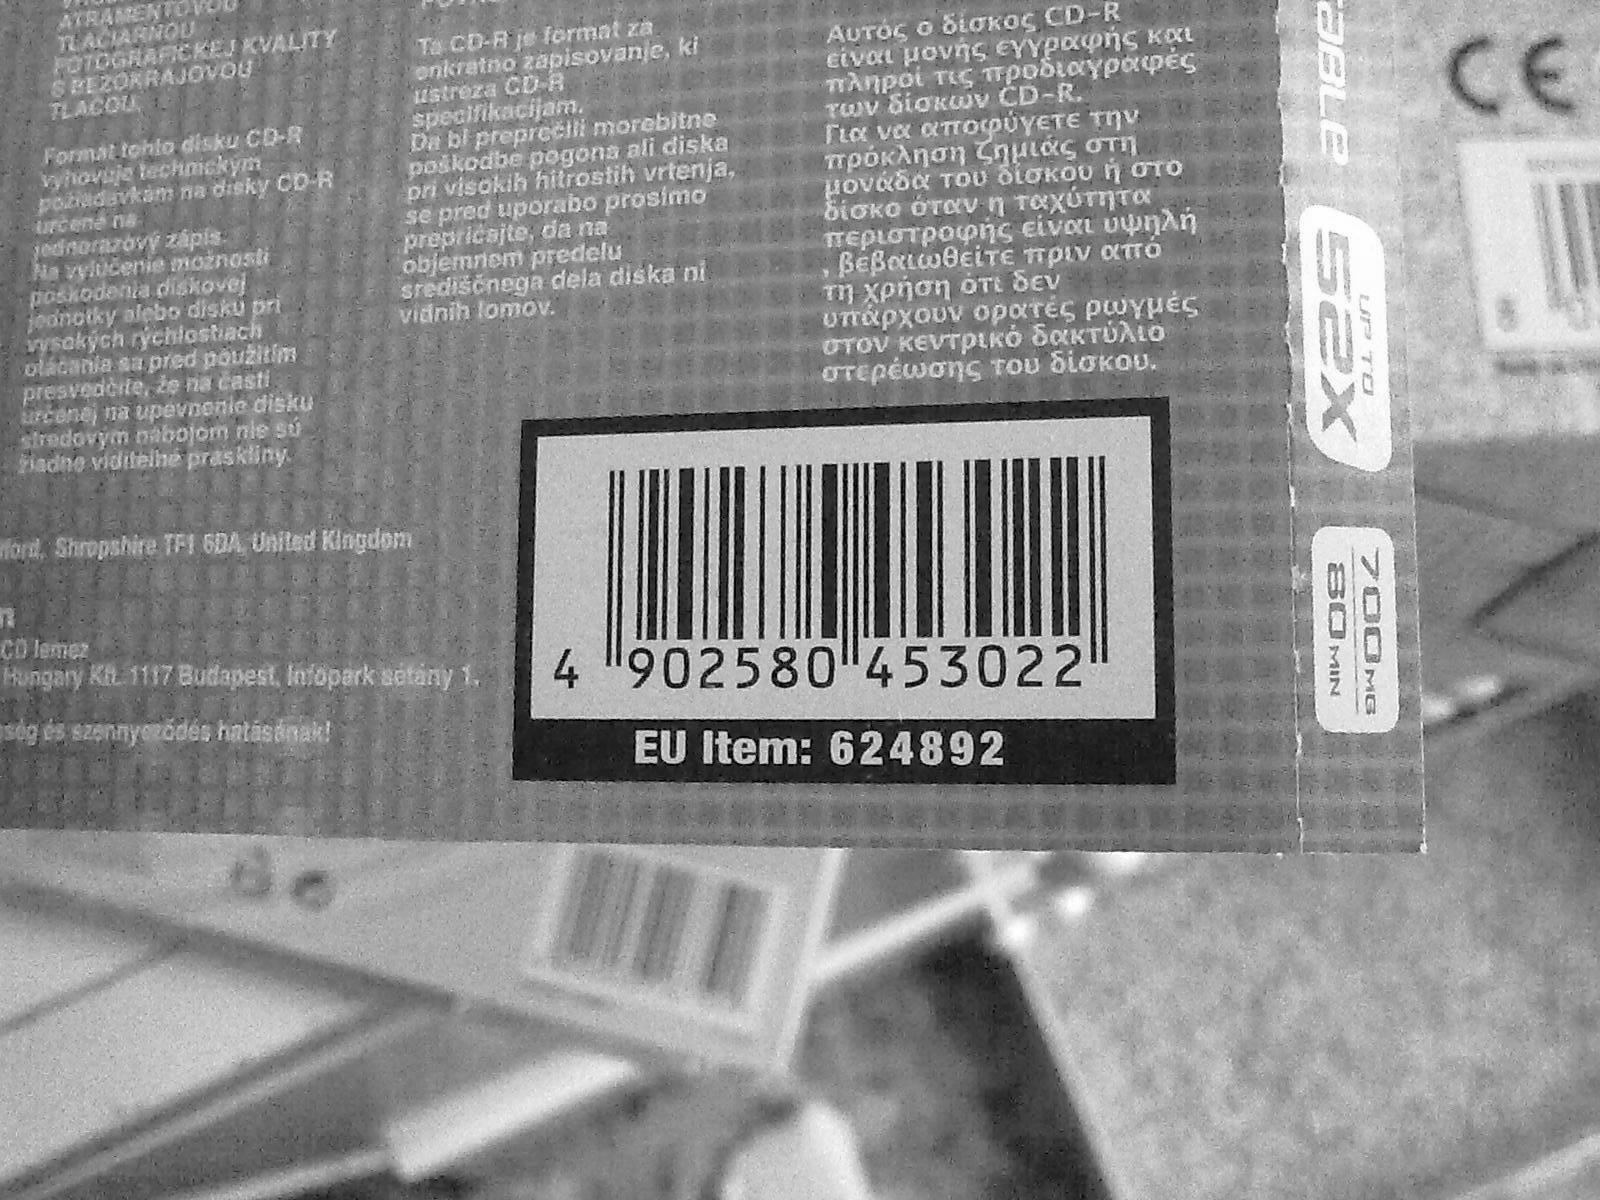 ATRAMENTOVOU
TLAČIARŇOU
FOTOGRAFICKEJ KVALITY
S BEZOKRAJOVOU
TLAČOU.
Formát tohto disku CD-R
vyhovuje technickým
požiadavkám na disky CD-R
určené na
jednorazový zápis.
Na vylúčenie možnosti
poškodenia diskovej
jednotky alebo disku pri
vysokých rýchlostiach
otáčania sa pred použitím
presvedčite, že na časti
určenej na upevnenie disku
stredovým nábojom nie sú
žiadne viditeľné praskliny.
Ta CD-R je format za
enkratno zapisovanje, ki
ustreza CD-R
specifikacijam.
Da bi preprečili morebitne
poškodbe pogona ali diska
pri visokih hitrostih vrtenja,
se pred uporabo prosimo
prepričajte, da na
objemnem predelu
središčnega dela diska ni
vidnih lomov.
Αυτός ο δίσκος CD-R
είναι μονής εγγραφής και
πληροί τις προδιαγραφές
των δίσκων CD-R.
Για να αποφύγετε την
πρόκληση ζημιάς στη
μονάδα του δίσκου ή στο
δίσκο όταν η ταχύτητα
περιστροφής είναι υψηλή
, βεβαιωθείτε πριν από
τη χρήση ότι δεν
υπάρχουν ορατές ρωγμές
στον κεντρικό δακτύλιο
στερέωσης του δίσκου.
ford, Shropshire TF1 6DA, United Kingdom
CD lemez
Hungary Kft. 1117 Budapest, Infopark sétány 1.
ség és szennyeződés hatásának!
4 902580 453022
EU Item: 624892
TABLE
UP TO
52X
700MG
80MIN
CE